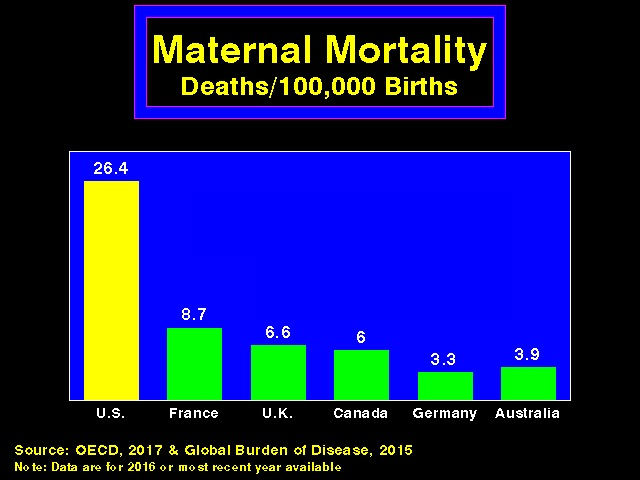 Maternal Mortality
Deaths/100,000 Births
26.4
8.7
6.6
6
3.3
3.9
U.S.
France
U.K.
Canada
Germany
Australia
Source: OECD, 2017 & Global Burden of Disease, 2015
Note: Data are for 2016 or most recent year available